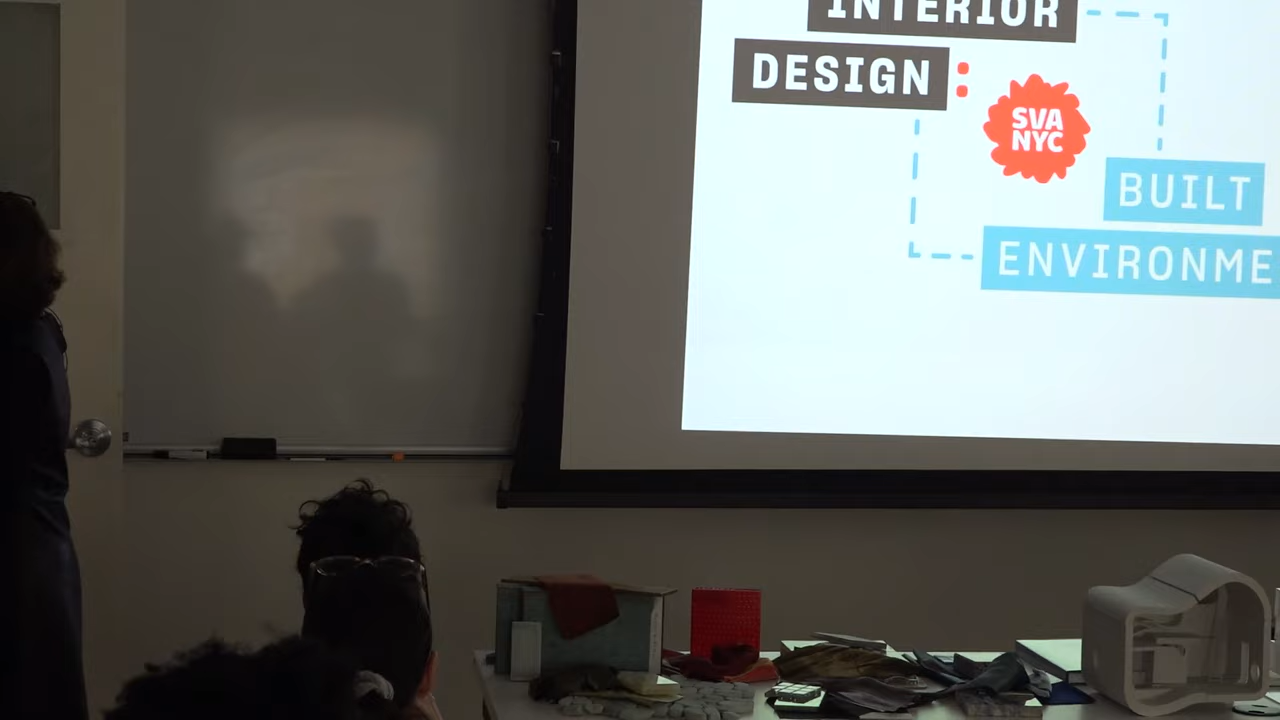 INTERIOR
DESIGN:
SVA
NYC
BUILT
ENVIRONME